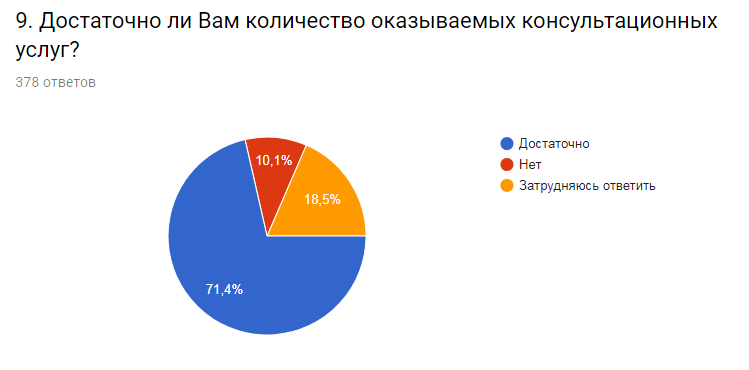 9. Достаточно ли Вам количество оказываемых консультационных
услуг?
378 ответов
Достаточно
Нет
Затрудняюсь ответить
10,1%
18,5%
71,4%